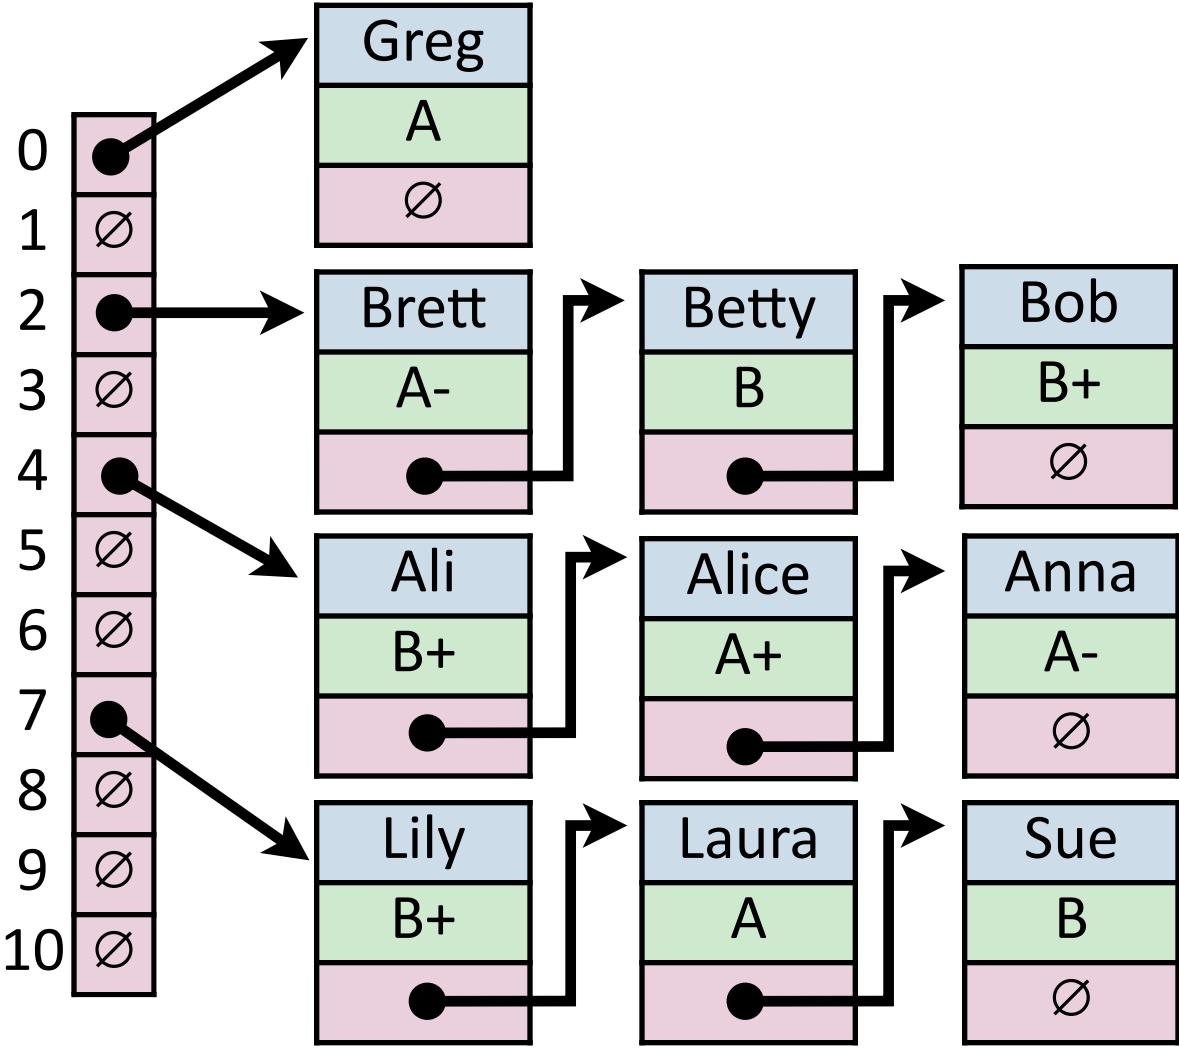 Greg
A
∅
0
1 ∅
2
3 ∅
4
5 ∅
6 ∅
7
8 ∅
9 ∅
10 ∅
Brett
A-
Betty
B
Bob
B+
∅
Ali
B+
Alice
A+
Anna
A-
∅
Lily
B+
Laura
A
Sue
B
∅